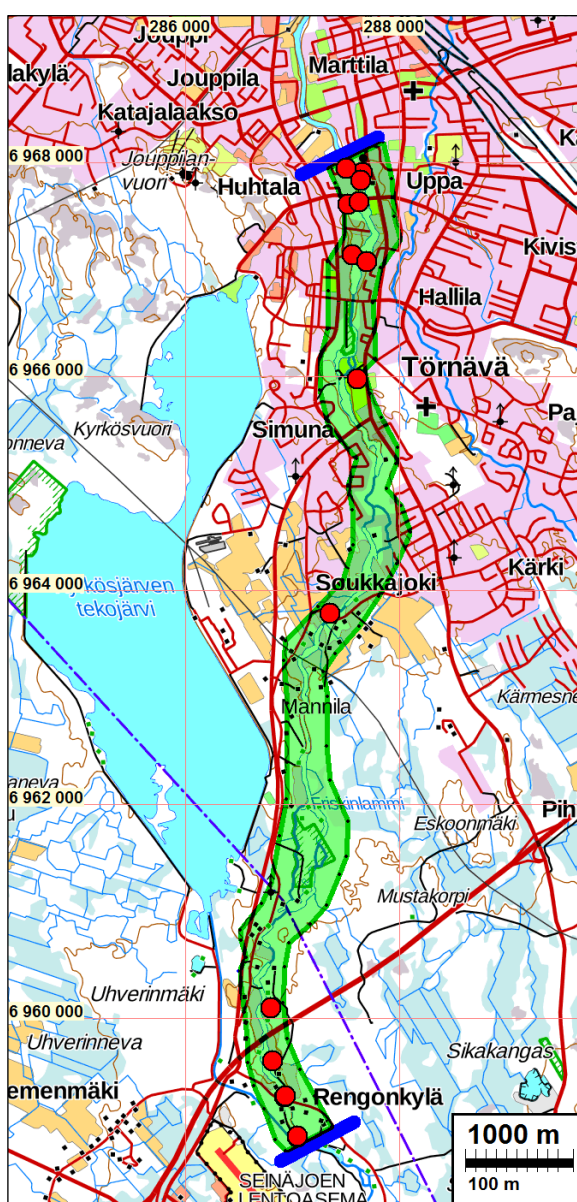 286 000
288 000
Jouppi
Marttila
lakylä
Jouppila
Katajalaakso
Ka
6 968 000
Jouppilan-
vuori
Huhtala
Uppa
Kivis
Hallila
6 966 000
Törnävä
Kyrkösvuori
Pa
onneva
Simuna
6 964 000
Soukkajoki
Kärki
kösjärven
tekojärvi
Kärmesne
Mannila
6 962 000
aneva
Pih
Eskoonmäki
Mustakorpi
Uhverinmäki
6 960 000
Uhverinneva
Sikakangas
emenmäki
Rengonkylä
1000 m
100 m
SEINÄJOEN
LENTOASEMA